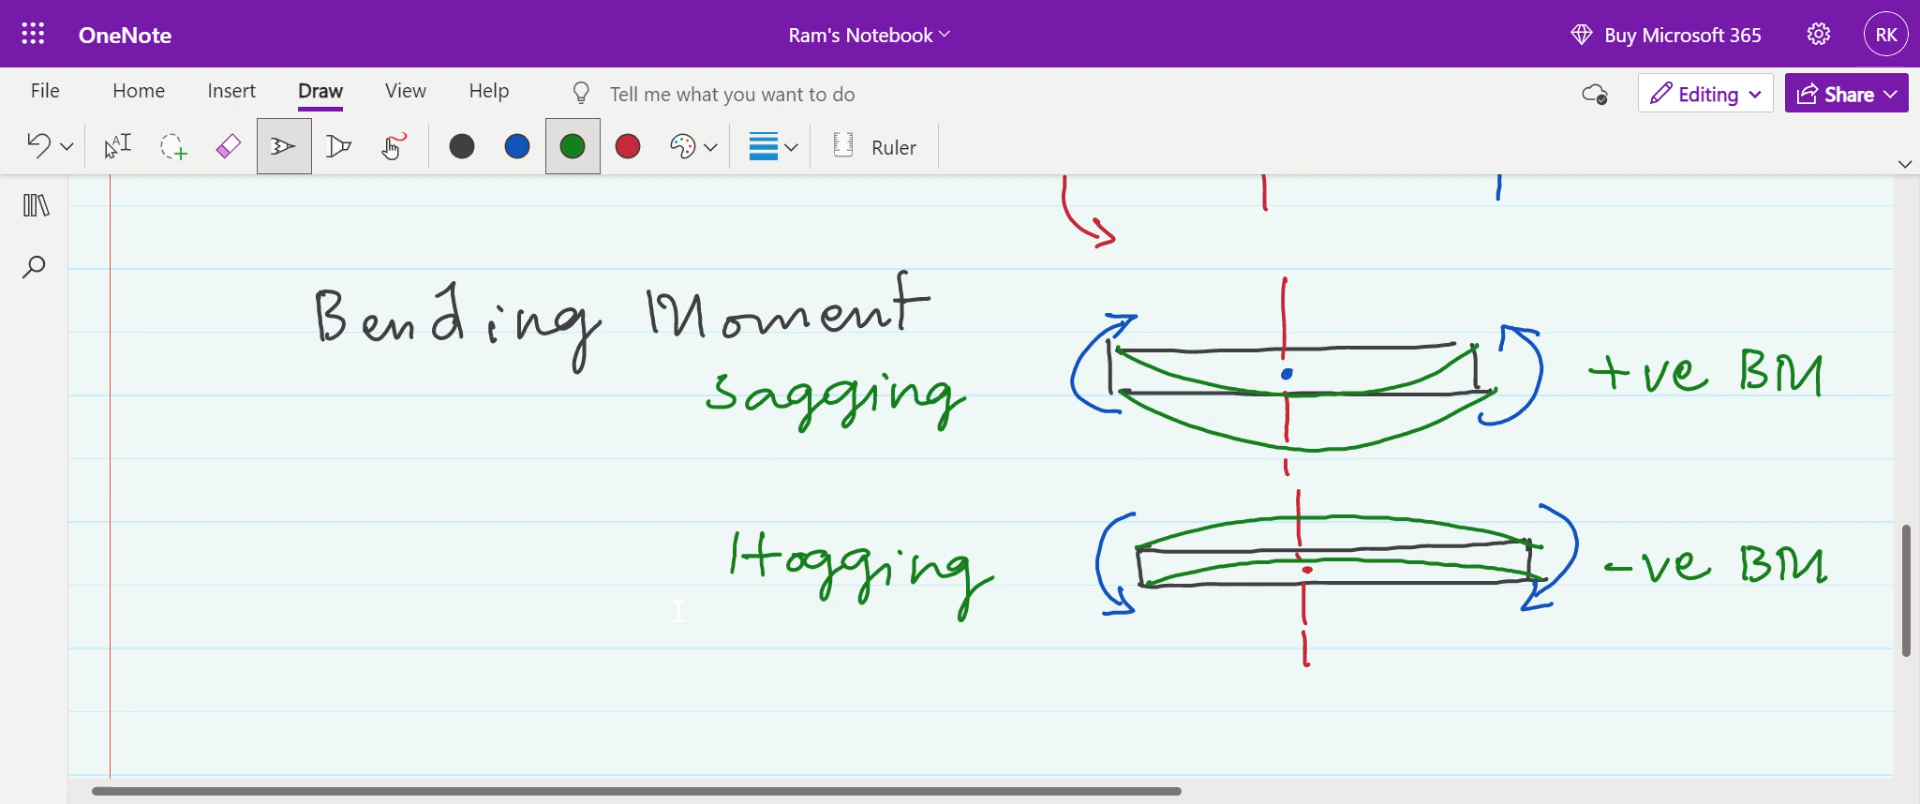 OneNote
Ram's Notebook
Buy Microsoft 365
RK
File Home Insert Draw View Help Tell me what you want to do
Editing Share
Ruler
Bending Moment
Sagging +ve BM
Hogging -ve BM